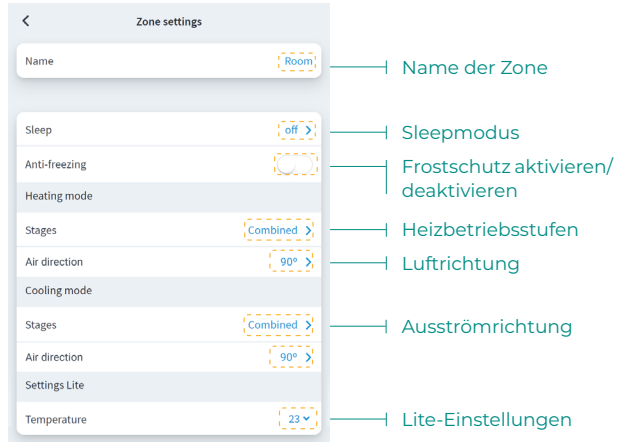 Zone settings
Name Room Name der Zone
Sleep off Sleepmodus
Anti-freezing Frostschutz aktivieren/
deaktivieren
Heating mode
Stages Combined Heizbetriebsstufen
Air direction 90º Luftrichtung
Cooling mode
Stages Combined Ausströmrichtung
Air direction 90º
Settings Lite
Temperature 23 Lite-Einstellungen